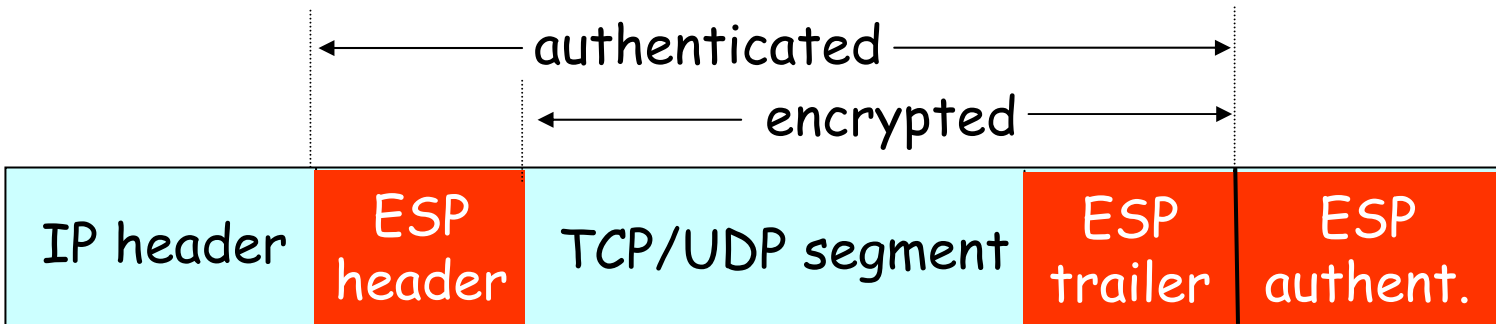 authenticated
encrypted
IP header
ESP
header
TCP/UDP segment
ESP
trailer
ESP
authent.